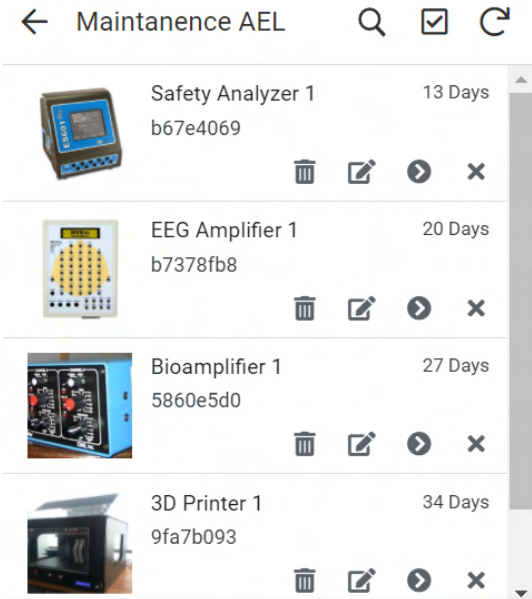 Maintanence AEL
Safety Analyzer 1
13 Days
b67e4069
ES601
EEG Amplifier 1
20 Days
b7378fb8
Bioamplifier 1
27 Days
5860e5d0
3D Printer 1
34 Days
9fa7b093